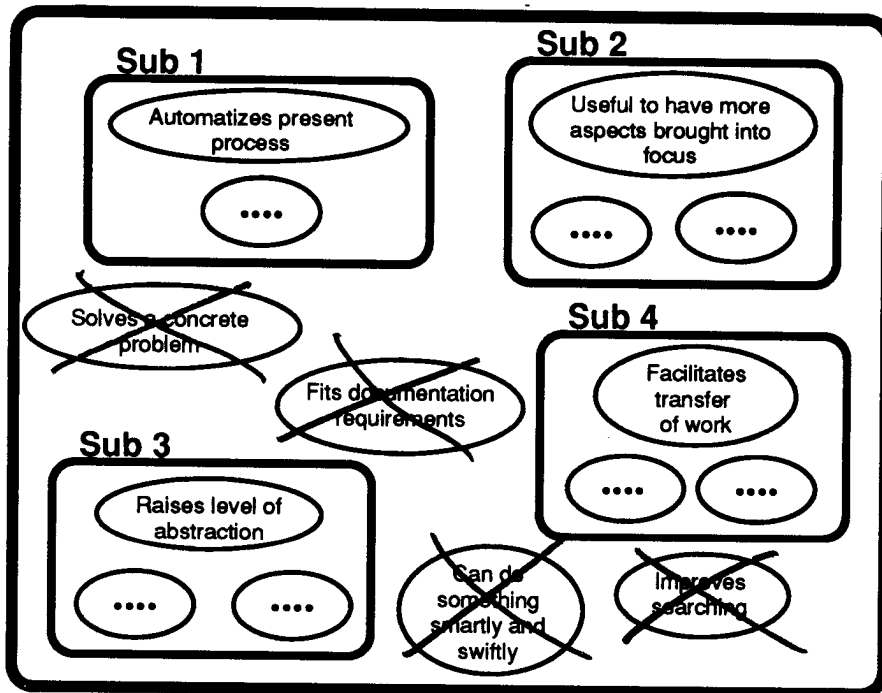 Sub 1
Automatizes present
process
••••
Sub 2
Useful to have more
aspects brought into
focus
••••
••••
Solves a concrete
problem
Fits documentation
requirements
Sub 4
Facilitates
transfer
of work
••••
••••
Sub 3
Raises level of
abstraction
••••
••••
Can do
something
smartly and
swiftly
Improves
searching